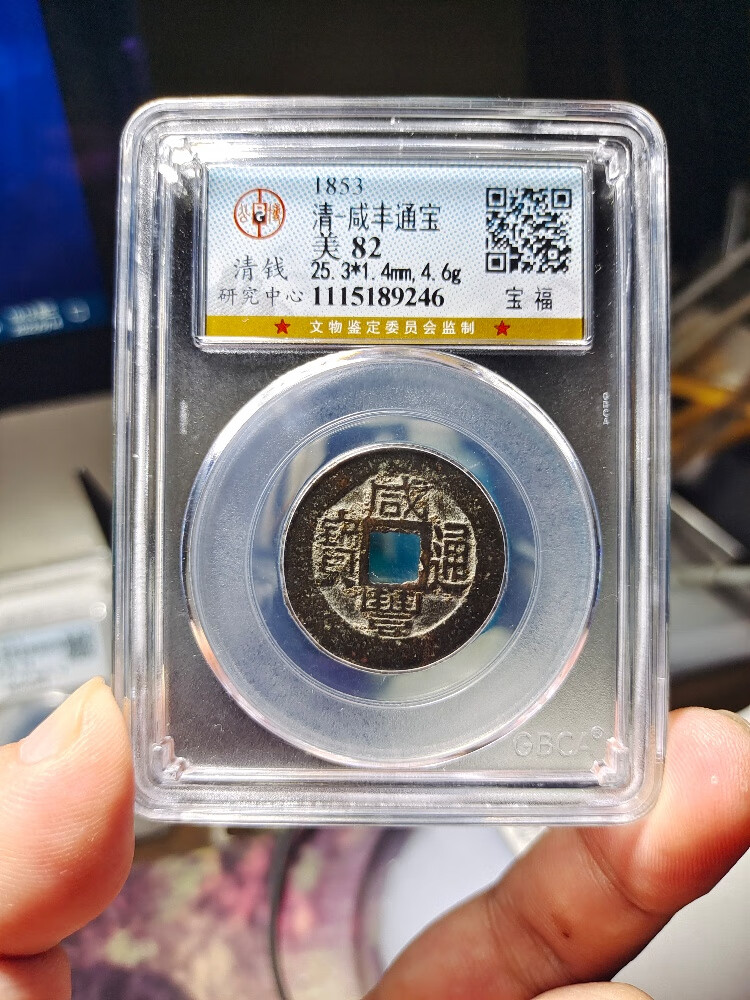 1853
清-咸丰通宝
美 82
清钱 25.3*1.4mm, 4.6g
研究中心 1115189246
宝福
★ 文物鉴定委员会监制 ★
GBCA
咸
寳 通
豐
GBCA®